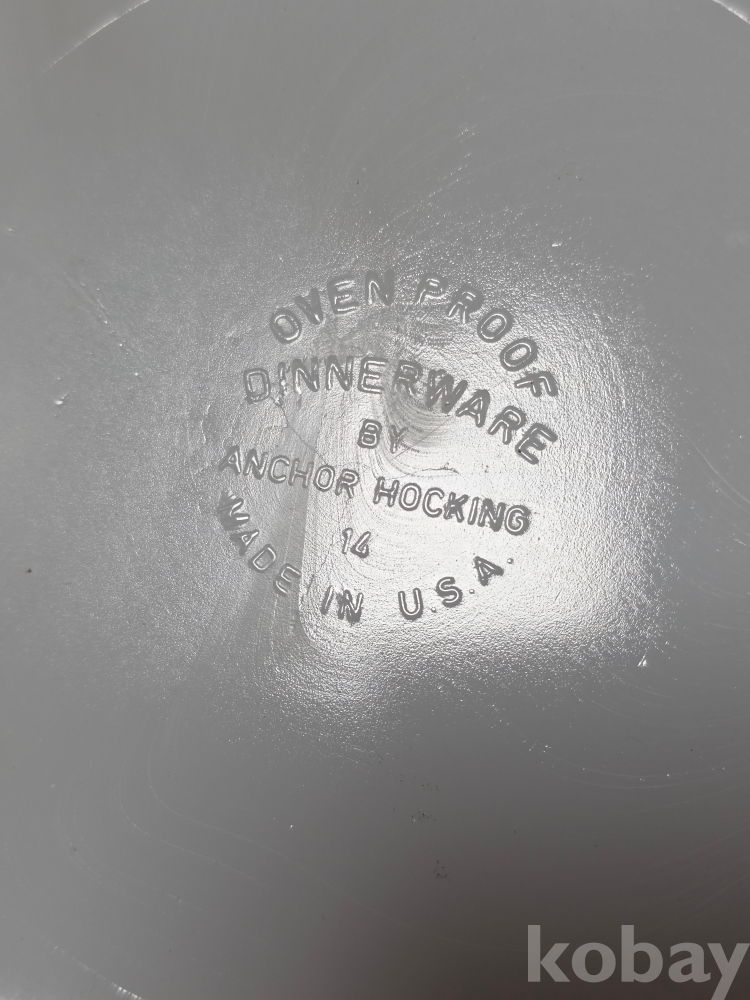 OVEN PROOF
DINNERWARE
BY
ANCHOR HOCKING
14
MADE IN U.S.A.
kobay